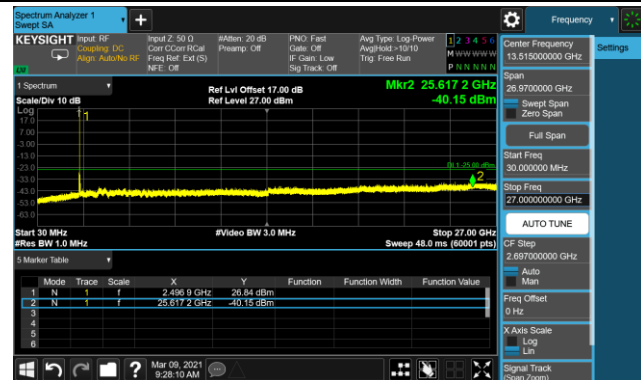 Spectrum Analyzer 1
Swept SA
Frequency
KEYSIGHT
Input: RF
Coupling: DC
Align: Auto/No RF
Input Z: 50 Ω
Corr CCorr RCal
Freq Ref: Ext (S)
NFE: Off
#Atten: 20 dB
Preamp: Off
PNO: Fast
Gate: Off
IF Gain: Low
Sig Track: Off
Avg Type: Log-Power
Avg|Hold:>10/10
Trig: Free Run
1 2 3 4 5 6
M W W W W W
P N N N N N
LXI
1 Spectrum
Scale/Div 10 dB
Ref Lvl Offset 17.00 dB
Ref Level 27.00 dBm
Mkr2 25.617 2 GHz
-40.15 dBm
Log
17.0
7.00
-3.00
-13.0
-23.0
-33.0
-43.0
-53.0
-63.0
1
DL1 -25.00 dBm
2
Start 30 MHz
#Res BW 1.0 MHz
#Video BW 3.0 MHz
Stop 27.00 GHz
Sweep 48.0 ms (60001 pts)
5 Marker Table
Mode Trace Scale X Y Function Function Width Function Value
1 N 1 f 2.496 9 GHz 26.84 dBm
2 N 1 f 25.617 2 GHz -40.15 dBm
3
4
5
6
Mar 09, 2021
9:28:10 AM
Center Frequency
13.515000000 GHz
Settings
Span
26.9700000 GHz
Swept Span
Zero Span
Full Span
Start Freq
30.000000 MHz
Stop Freq
27.00000000 GHz
AUTO TUNE
CF Step
2.697000000 GHz
Auto
Man
Freq Offset
0 Hz
X Axis Scale
Log
Lin
Signal Track
(Span Zoom)